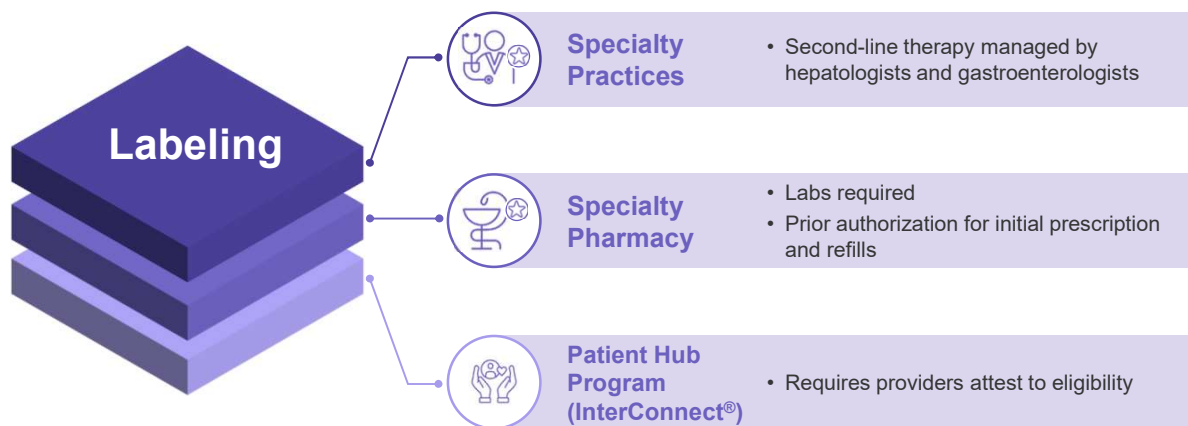 Labeling
Specialty
Practices
• Second-line therapy managed by
hepatologists and gastroenterologists
Specialty
Pharmacy
• Labs required
• Prior authorization for initial prescription
and refills
Patient Hub
Program
(InterConnect®)
• Requires providers attest to eligibility